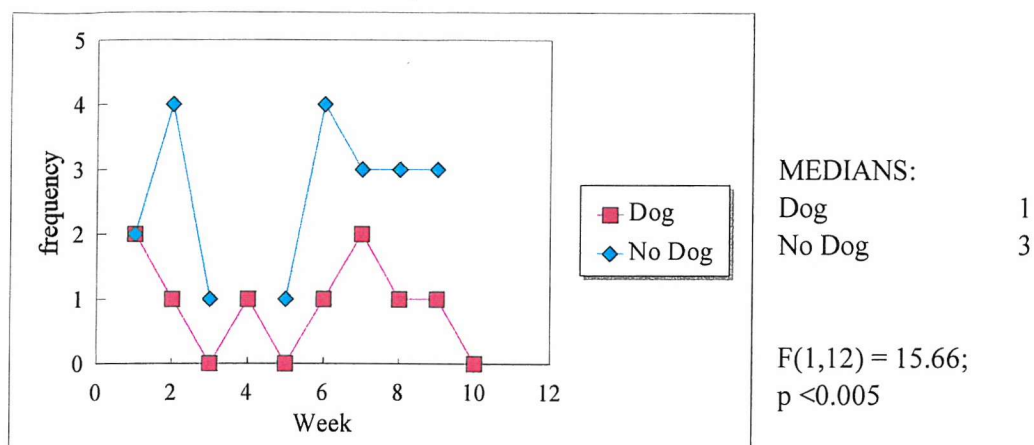 5
4
3
2
1
0
frequency
0 2 4 6 8 10 12
Week
Dog
No Dog
MEDIANS:
Dog 1
No Dog 3
F(1,12) = 15.66;
p <0.005